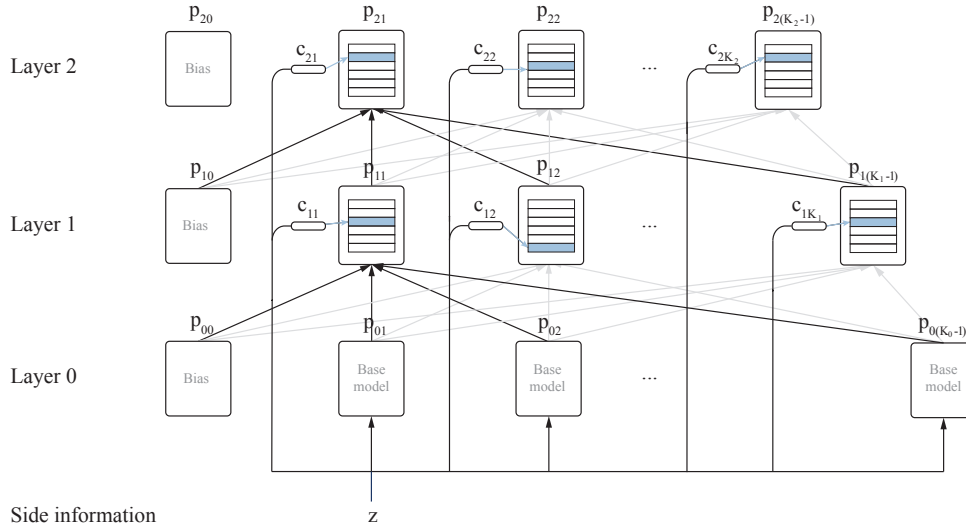 p20 p21 p22 p2(K2-1)
Layer 2 Bias c21 c22 ... c2K2
p10 p11 p12 p1(K1-1)
Layer 1 Bias c11 c12 ... c1K1
p00 p01 p02 p0(K0-1)
Layer 0 Bias Base model Base model ... Base model
Side information z